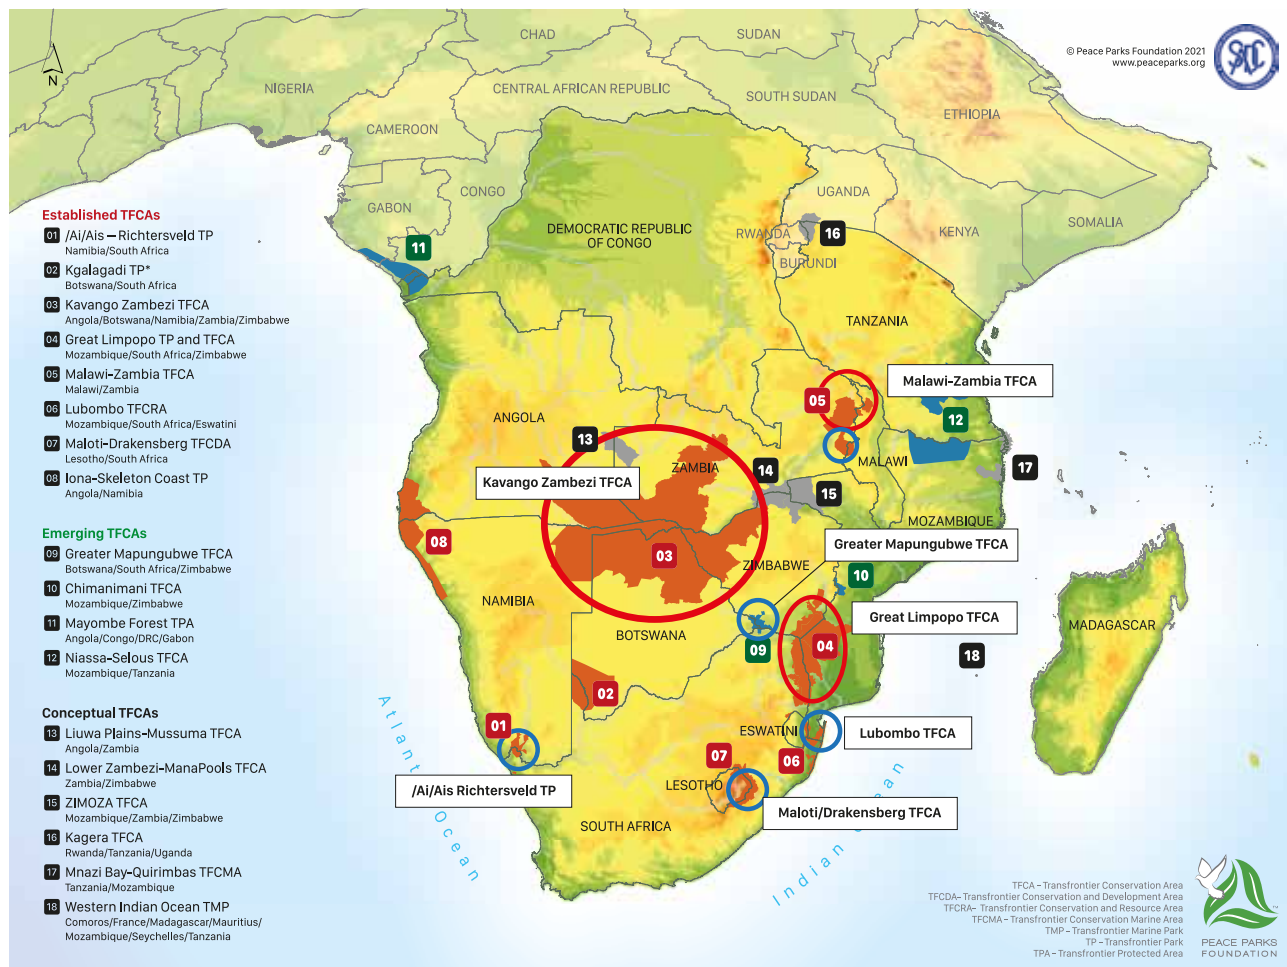 © Peace Parks Foundation 2021
www.peaceparks.org
N
CHAD
SUDAN
NIGERIA
CENTRAL AFRICAN REPUBLIC
SOUTH SUDAN
ETHIOPIA
CAMEROON
UGANDA
CONGO
GABON
SOMALIA
KENYA
RWANDA
16
DEMOCRATIC REPUBLIC
OF CONGO
11
BURUNDI
TANZANIA
Established TFCAs
01 /Ai/Ais – Richtersveld TP
Namibia/South Africa
02 Kgalagadi TP*
Botswana/South Africa
03 Kavango Zambezi TFCA
Angola/Botswana/Namibia/Zambia/Zimbabwe
04 Great Limpopo TP and TFCA
Mozambique/South Africa/Zimbabwe
05 Malawi-Zambia TFCA
Malawi/Zambia
06 Lubombo TFCRA
Mozambique/South Africa/Eswatini
07 Maloti-Drakensberg TFCDA
Lesotho/South Africa
08 Iona-Skeleton Coast TP
Angola/Namibia
Emerging TFCAs
09 Greater Mapungubwe TFCA
Botswana/South Africa/Zimbabwe
10 Chimanimani TFCA
Mozambique/Zimbabwe
11 Mayombe Forest TPA
Angola/Congo/DRC/Gabon
12 Niassa-Selous TFCA
Mozambique/Tanzania
Conceptual TFCAs
13 Liuwa Plains-Mussuma TFCA
Angola/Zambia
14 Lower Zambezi-ManaPools TFCA
Zambia/Zimbabwe
15 ZIMOZA TFCA
Mozambique/Zambia/Zimbabwe
16 Kagera TFCA
Rwanda/Tanzania/Uganda
17 Mnazi Bay-Quirimbas TFCMA
Tanzania/Mozambique
18 Western Indian Ocean TMP
Comoros/France/Madagascar/Mauritius/
Mozambique/Seychelles/Tanzania
Malawi-Zambia TFCA
05
12
ANGOLA
13
MALAWI
ZAMBIA
14
17
Kavango Zambezi TFCA
15
MOZAMBIQUE
08
Greater Mapungubwe TFCA
03
ZIMBABWE
10
NAMIBIA
Great Limpopo TFCA
MADAGASCAR
BOTSWANA
09
04
18
02
01
ESWATINI
Lubombo TFCA
07
06
LESOTHO
/Ai/Ais Richtersveld TP
Maloti/Drakensberg TFCA
SOUTH AFRICA
Atlantic Ocean
Indian Ocean
TFCA – Transfrontier Conservation Area
TFCDA– Transfrontier Conservation and Development Area
TFCRA– Transfrontier Conservation and Resource Area
TFCMA – Transfrontier Conservation Marine Area
TMP – Transfrontier Marine Park
TP – Transfrontier Park
TPA – Transfrontier Protected Area
PEACE PARKS
FOUNDATION